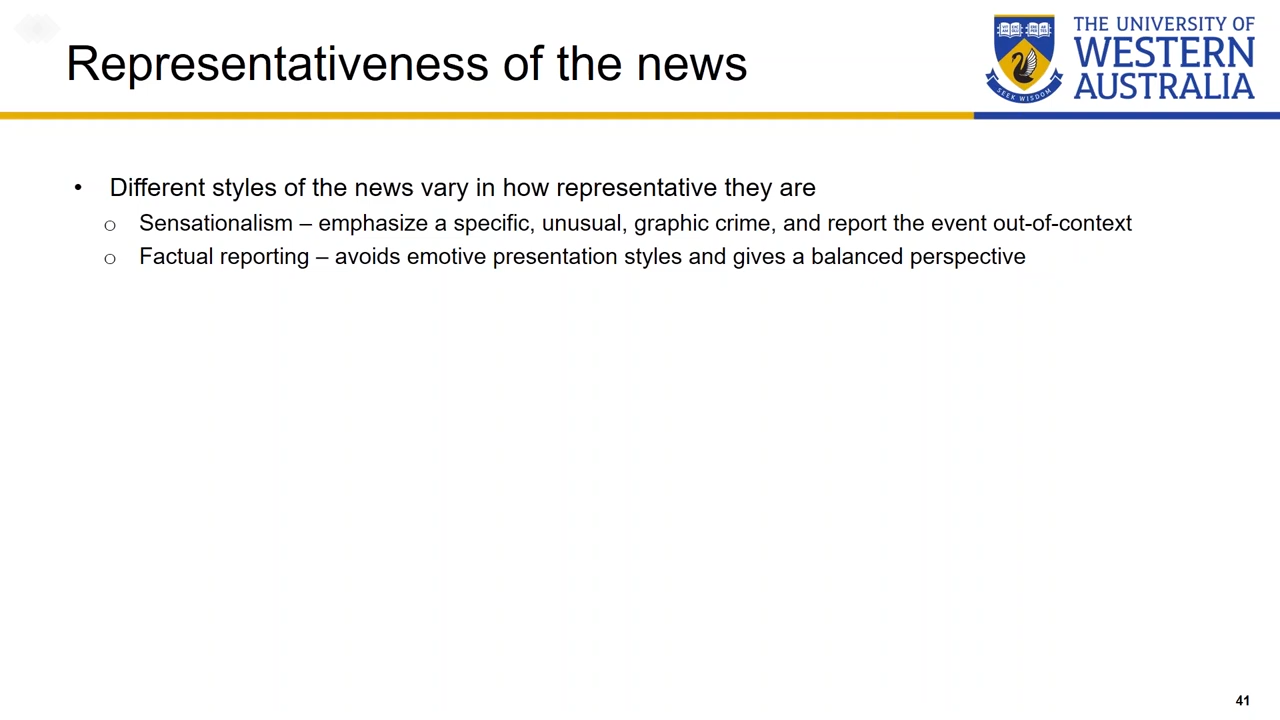 Representativeness of the news
THE UNIVERSITY OF
WESTERN
AUSTRALIA
SEEK WISDOM
• Different styles of the news vary in how representative they are
o Sensationalism – emphasize a specific, unusual, graphic crime, and report the event out-of-context
o Factual reporting – avoids emotive presentation styles and gives a balanced perspective
41